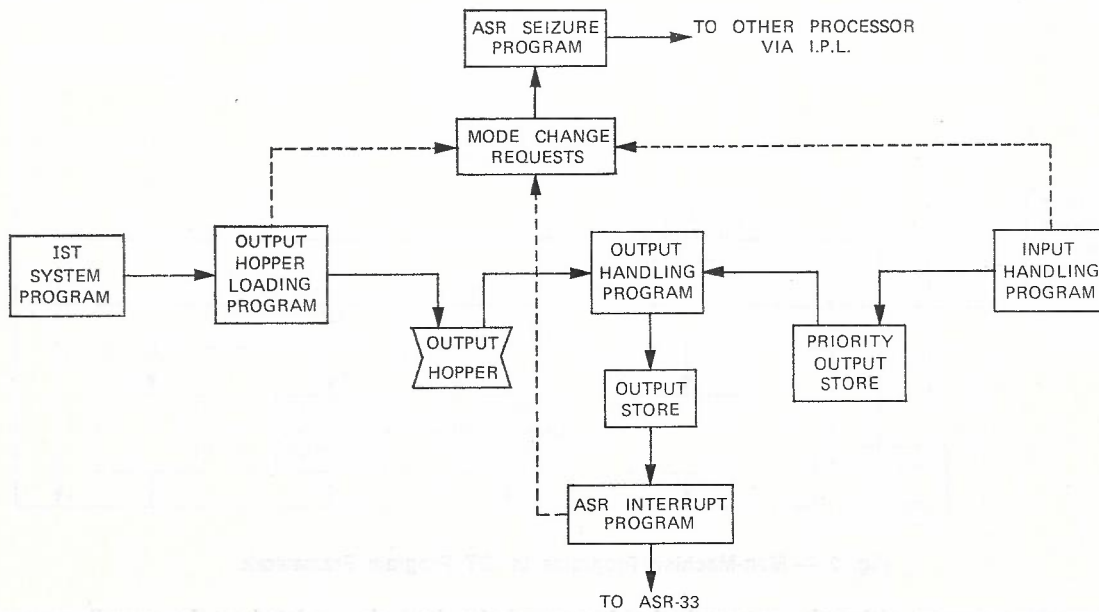 ASR SEIZURE
PROGRAM
TO OTHER PROCESSOR
VIA I.P.L.
MODE CHANGE
REQUESTS
IST
SYSTEM
PROGRAM
OUTPUT
HOPPER
LOADING
PROGRAM
OUTPUT
HOPPER
OUTPUT
HANDLING
PROGRAM
INPUT
HANDLING
PROGRAM
PRIORITY
OUTPUT
STORE
OUTPUT
STORE
ASR INTERRUPT
PROGRAM
TO ASR-33